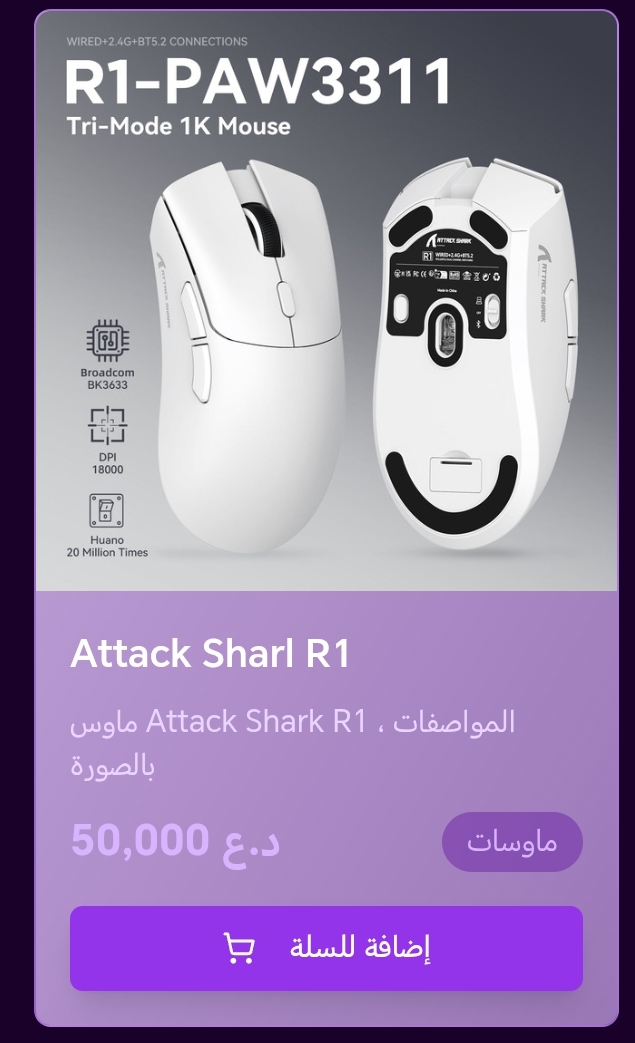 WIRED+2.4G+BT5.2 CONNECTIONS
R1-PAW3311
Tri-Mode 1K Mouse
ATTACK SHARK
R1 WIRED+2.4G+BT5.2
Made in China
ATTACK SHARK
Broadcom
BK3633
DPI
18000
Huano
20 Million Times
Attack Sharl R1
ماوس Attack Shark R1 ، المواصفات
بالصورة
50,000 د.ع
ماوسات
إضافة للسلة